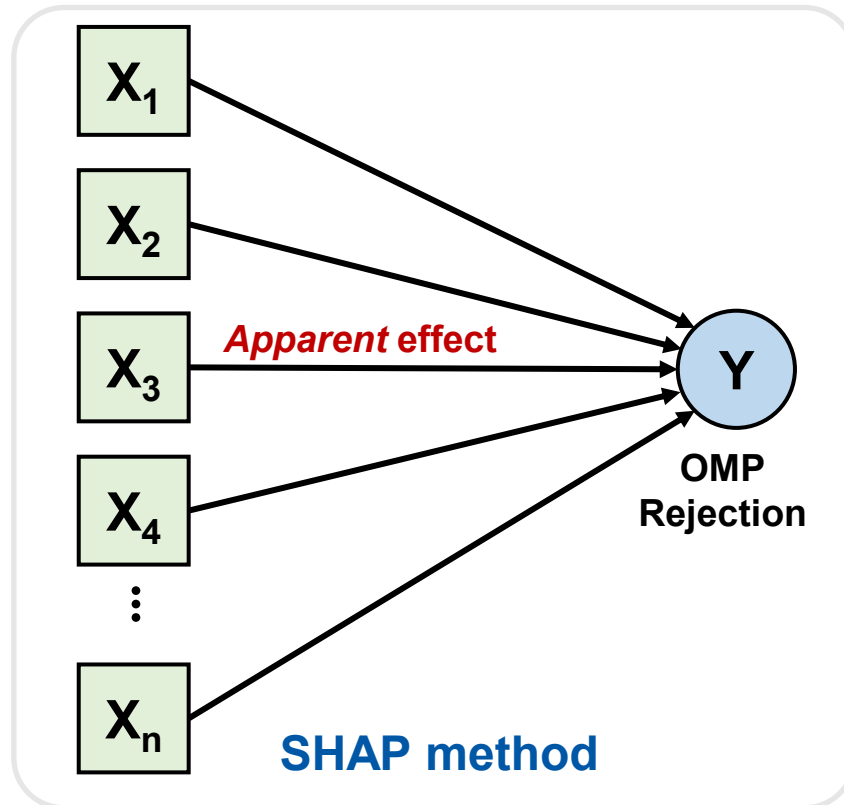 X₁
X₂
X₃
Apparent effect
Y
X₄
OMP
Rejection
⋮
Xₙ
SHAP method